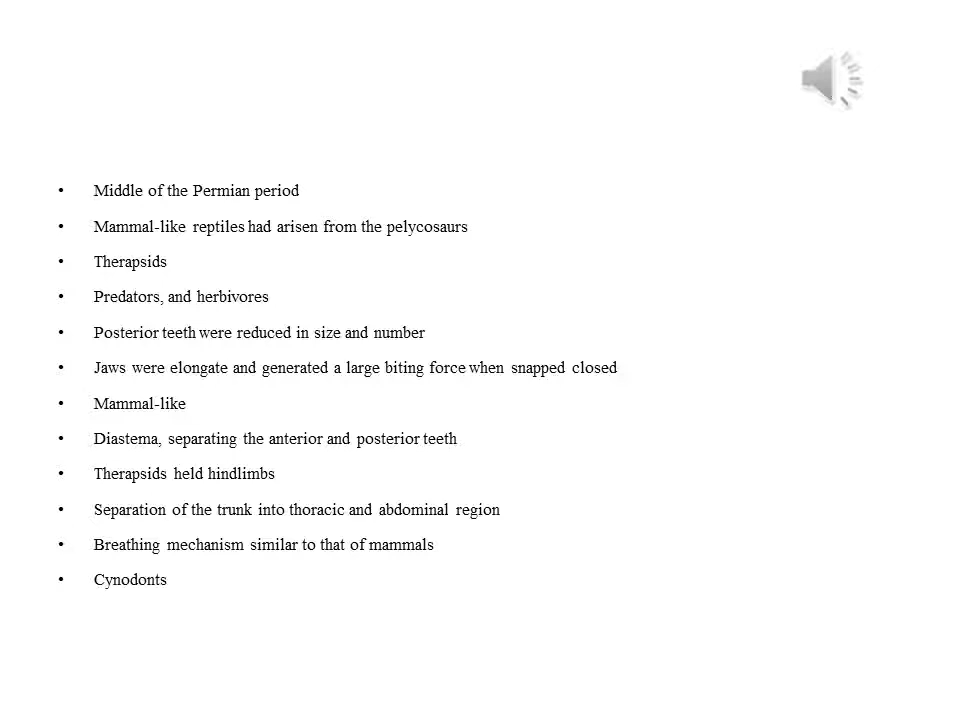 • Middle of the Permian period
• Mammal-like reptiles had arisen from the pelycosaurs
• Therapsids
• Predators, and herbivores
• Posterior teeth were reduced in size and number
• Jaws were elongate and generated a large biting force when snapped closed
• Mammal-like
• Diastema, separating the anterior and posterior teeth
• Therapsids held hindlimbs
• Separation of the trunk into thoracic and abdominal region
• Breathing mechanism similar to that of mammals
• Cynodonts